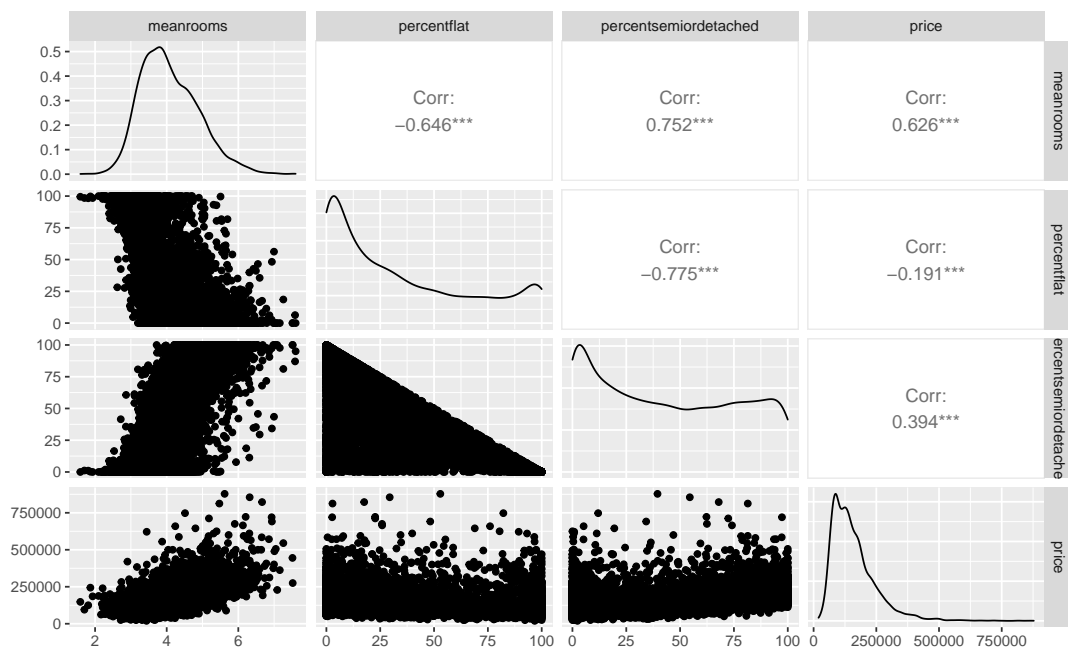 meanrooms percentflat percentsemiordetached price
0.5
0.4
0.3
0.2
0.1
0.0
Corr:
−0.646***
Corr:
0.752***
Corr:
0.626***
meanrooms
100
75
50
25
0
Corr:
−0.775***
Corr:
−0.191***
percentflat
100
75
50
25
0
Corr:
0.394***
ercentsemiordetache
750000
500000
250000
0
price
2 4 6 0 25 50 75 100 0 25 50 75 100 0 250000 500000 750000